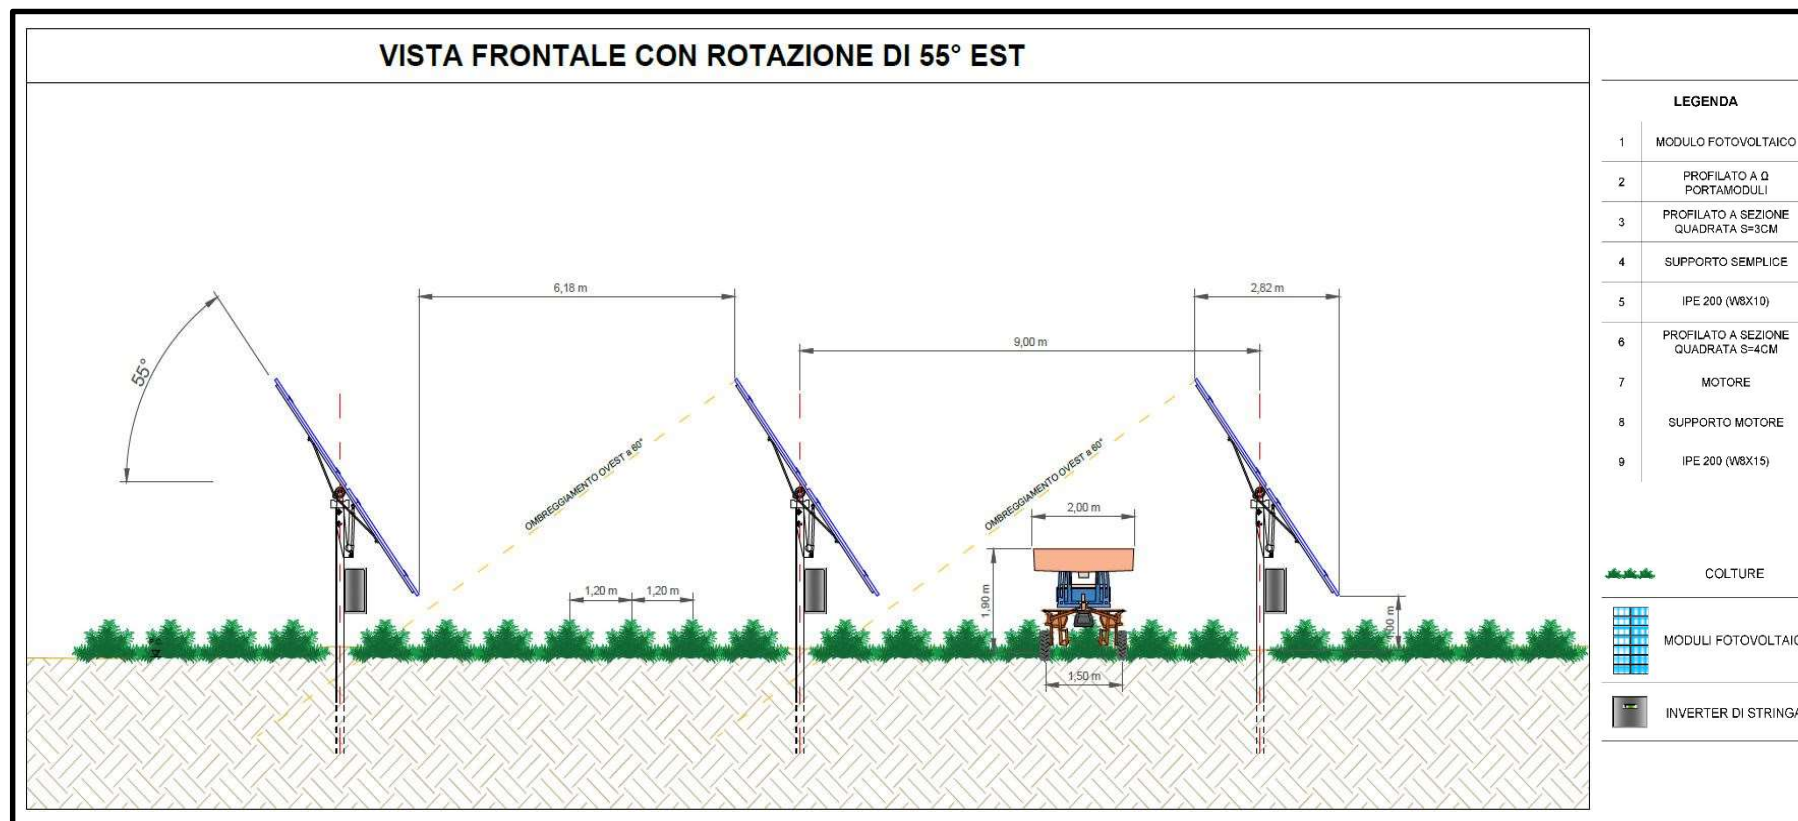 VISTA FRONTALE CON ROTAZIONE DI 55° EST
6,18 m
2,82 m
9,00 m
55°
OMBREGGIAMENTO OVEST a 60°
OMBREGGIAMENTO OVEST a 60°
2,00 m
1,90 m
1,20 m
1,20 m
1,50 m
LEGENDA
1 MODULO FOTOVOLTAICO
2 PROFILATO A Ω
PORTAMODULI
3 PROFILATO A SEZIONE
QUADRATA S=3CM
4 SUPPORTO SEMPLICE
5 IPE 200 (W8X10)
6 PROFILATO A SEZIONE
QUADRATA S=4CM
7 MOTORE
8 SUPPORTO MOTORE
9 IPE 200 (W8X15)
COLTURE
MODULI FOTOVOLTAIC
INVERTER DI STRINGA